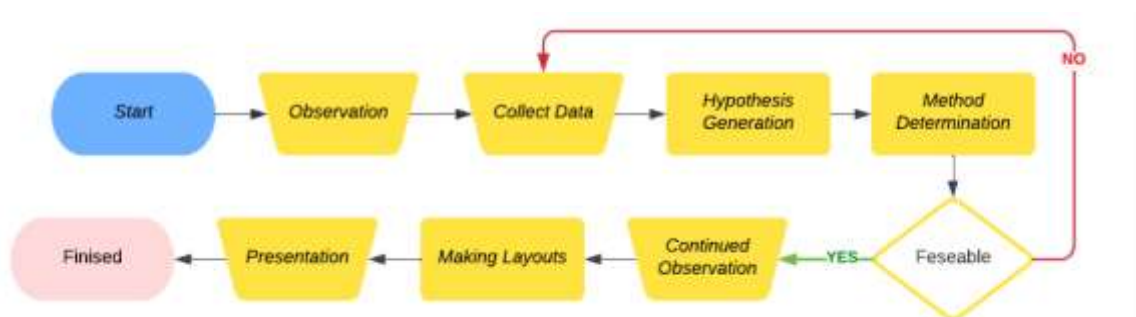 NO
Start
Observation
Collect Data
Hypothesis
Generation
Method
Determination
Finised
Presentation
Making Layouts
Continued
Observation
YES
Feseable